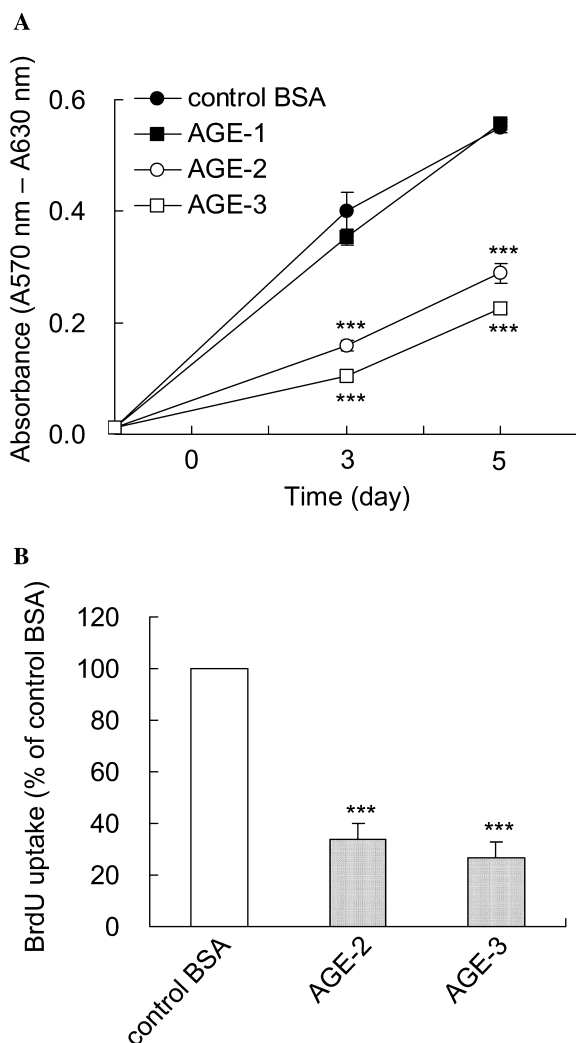 A
Absorbance (A570 nm – A630 nm)
0.6
0.4
0.2
0.0
control BSA
AGE-1
AGE-2
AGE-3
***
***
***
***
0 3 5
Time (day)
B
BrdU uptake (% of control BSA)
120
100
80
60
40
20
0
***
***
control BSA
AGE-2
AGE-3